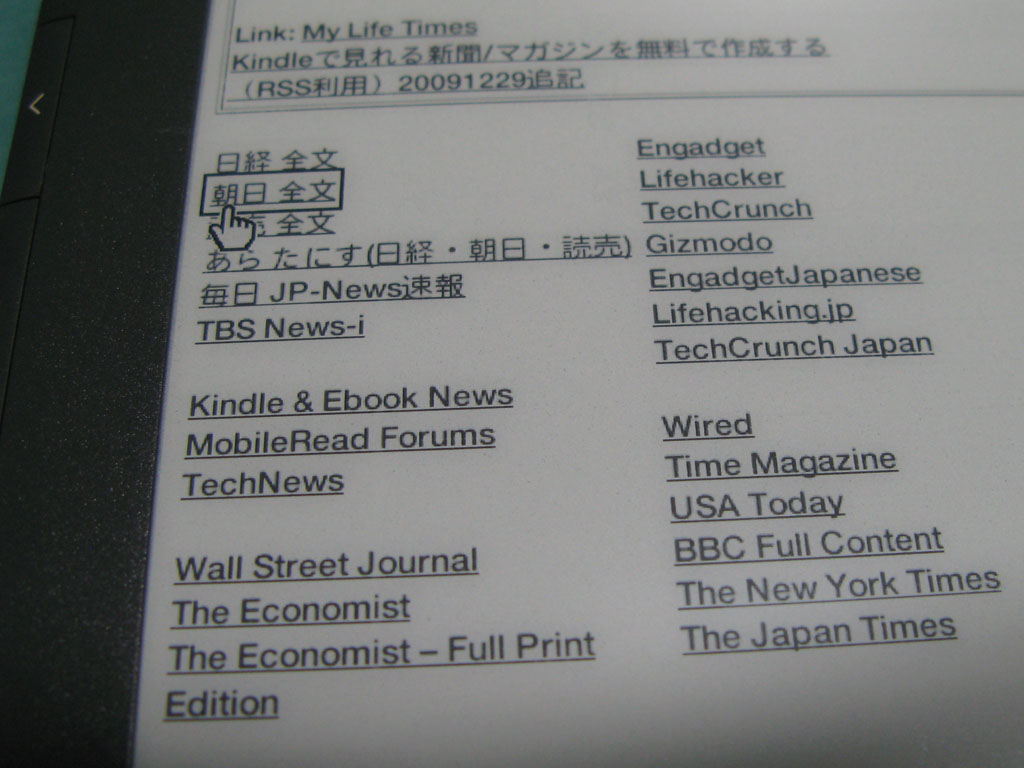 Link: My Life Times
Kindleで見れる新聞/マガジンを無料で作成する
（RSS利用）20091229追記
日経 全文
朝日 全文
売 全文
あらたにす(日経・朝日・読売)
毎日 JP-News速報
TBS News-i
Kindle & Ebook News
MobileRead Forums
TechNews
Wall Street Journal
The Economist
The Economist – Full Print
Edition
Engadget
Lifehacker
TechCrunch
Gizmodo
EngadgetJapanese
Lifehacking.jp
TechCrunch Japan
Wired
Time Magazine
USA Today
BBC Full Content
The New York Times
The Japan Times